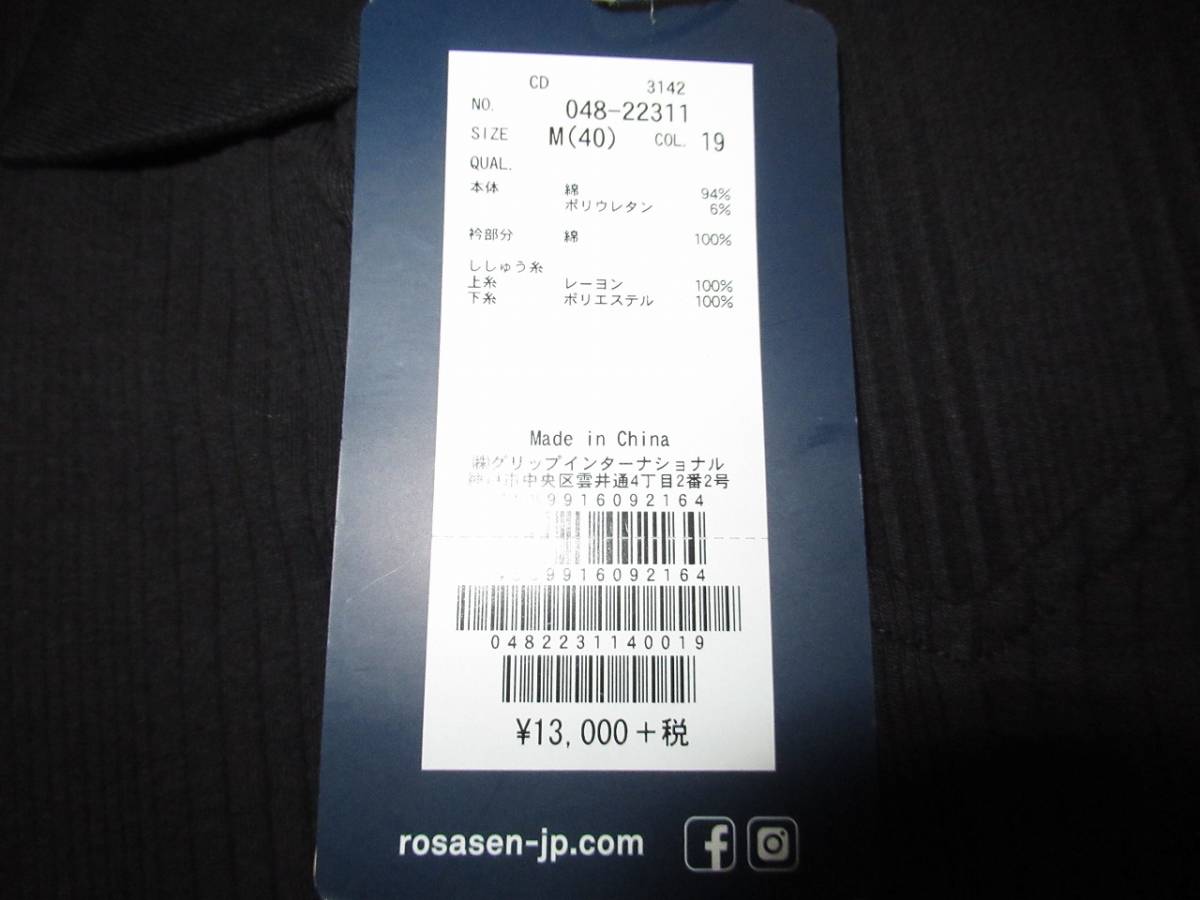 CD 3142
NO. 048-22311
SIZE M(40) COL. 19
QUAL.
本体 綿 94%
ポリウレタン 6%
衿部分 綿 100%
ししゅう糸
上糸 レーヨン 100%
下糸 ポリエステル 100%
Made in China
㈱グリップインターナショナル
神戸市中央区雲井通4丁目2番2号
9916092164
9916092164
0482231140019
¥13,000+税
rosasen-jp.com